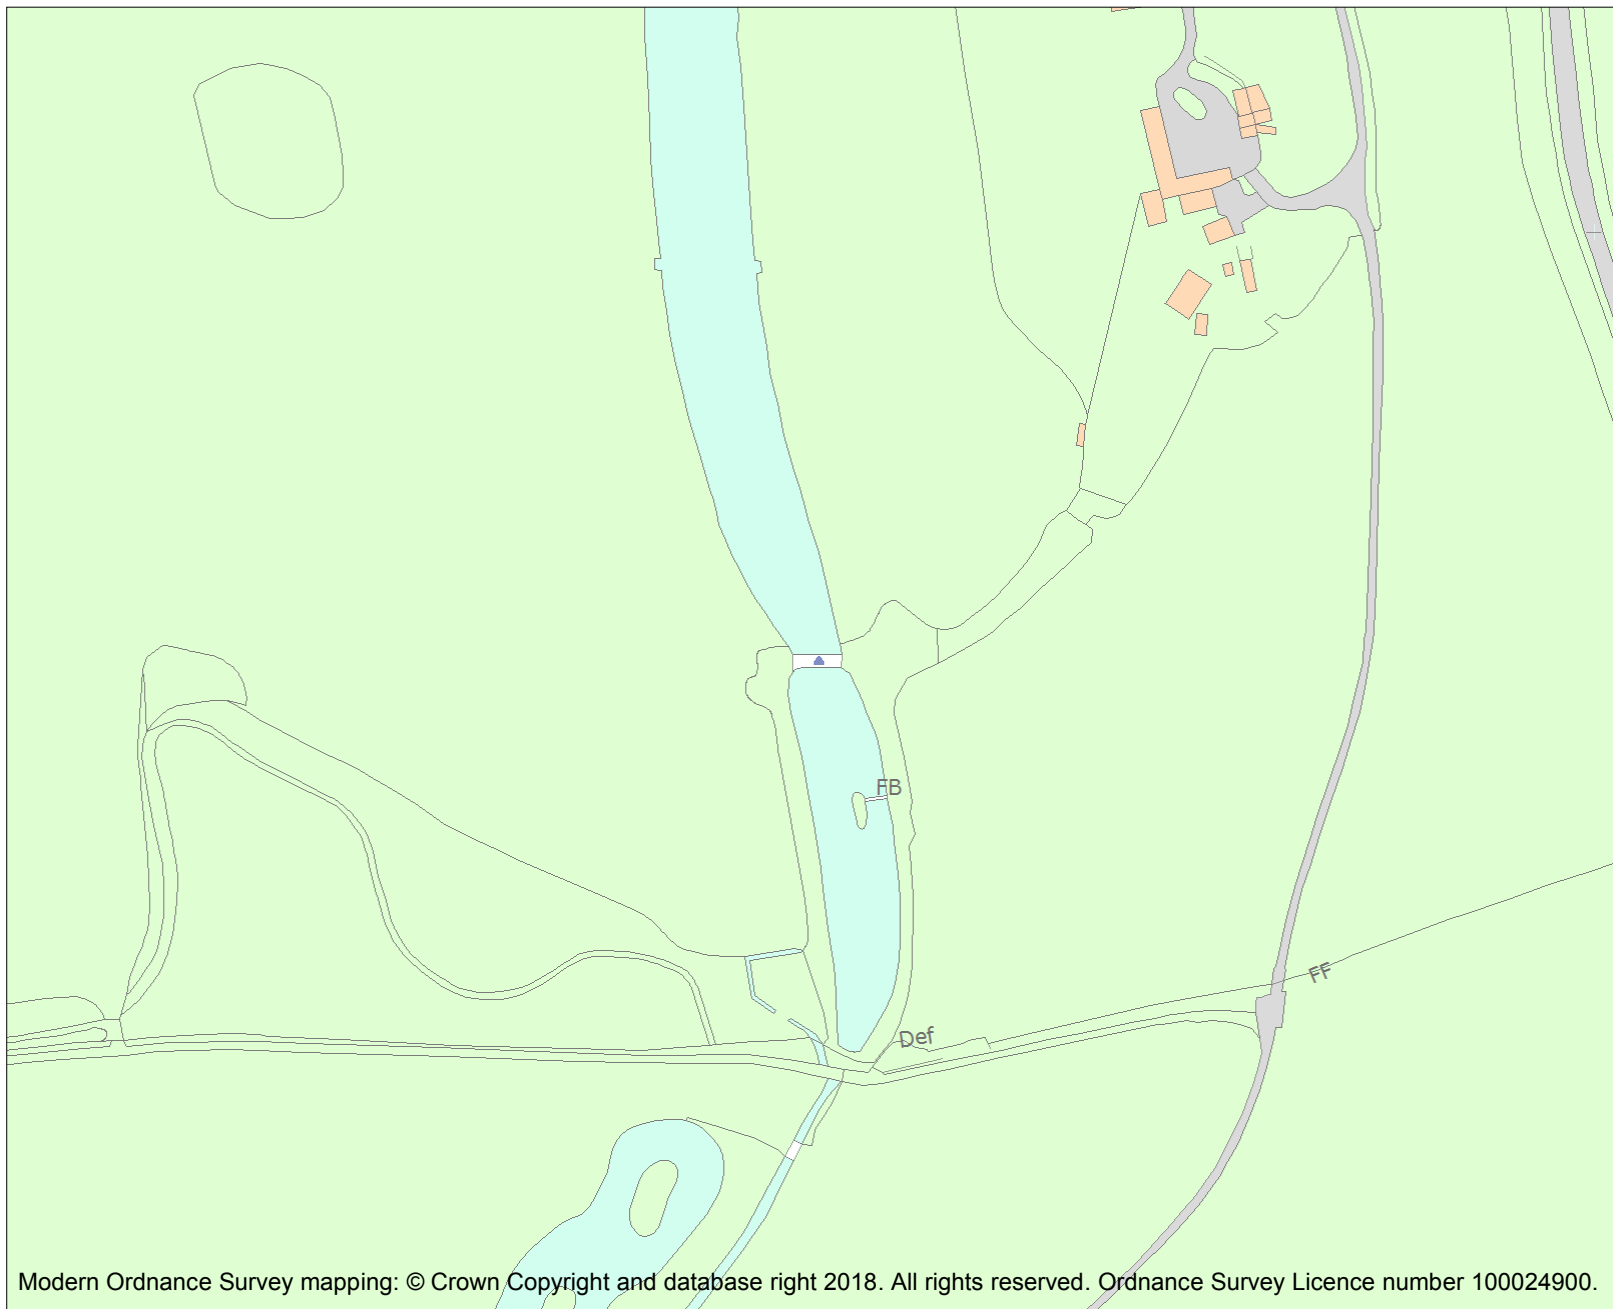 FB
FF
Def
Modern Ordnance Survey mapping: © Crown Copyright and database right 2018. All rights reserved. Ordnance Survey Licence number 100024900.